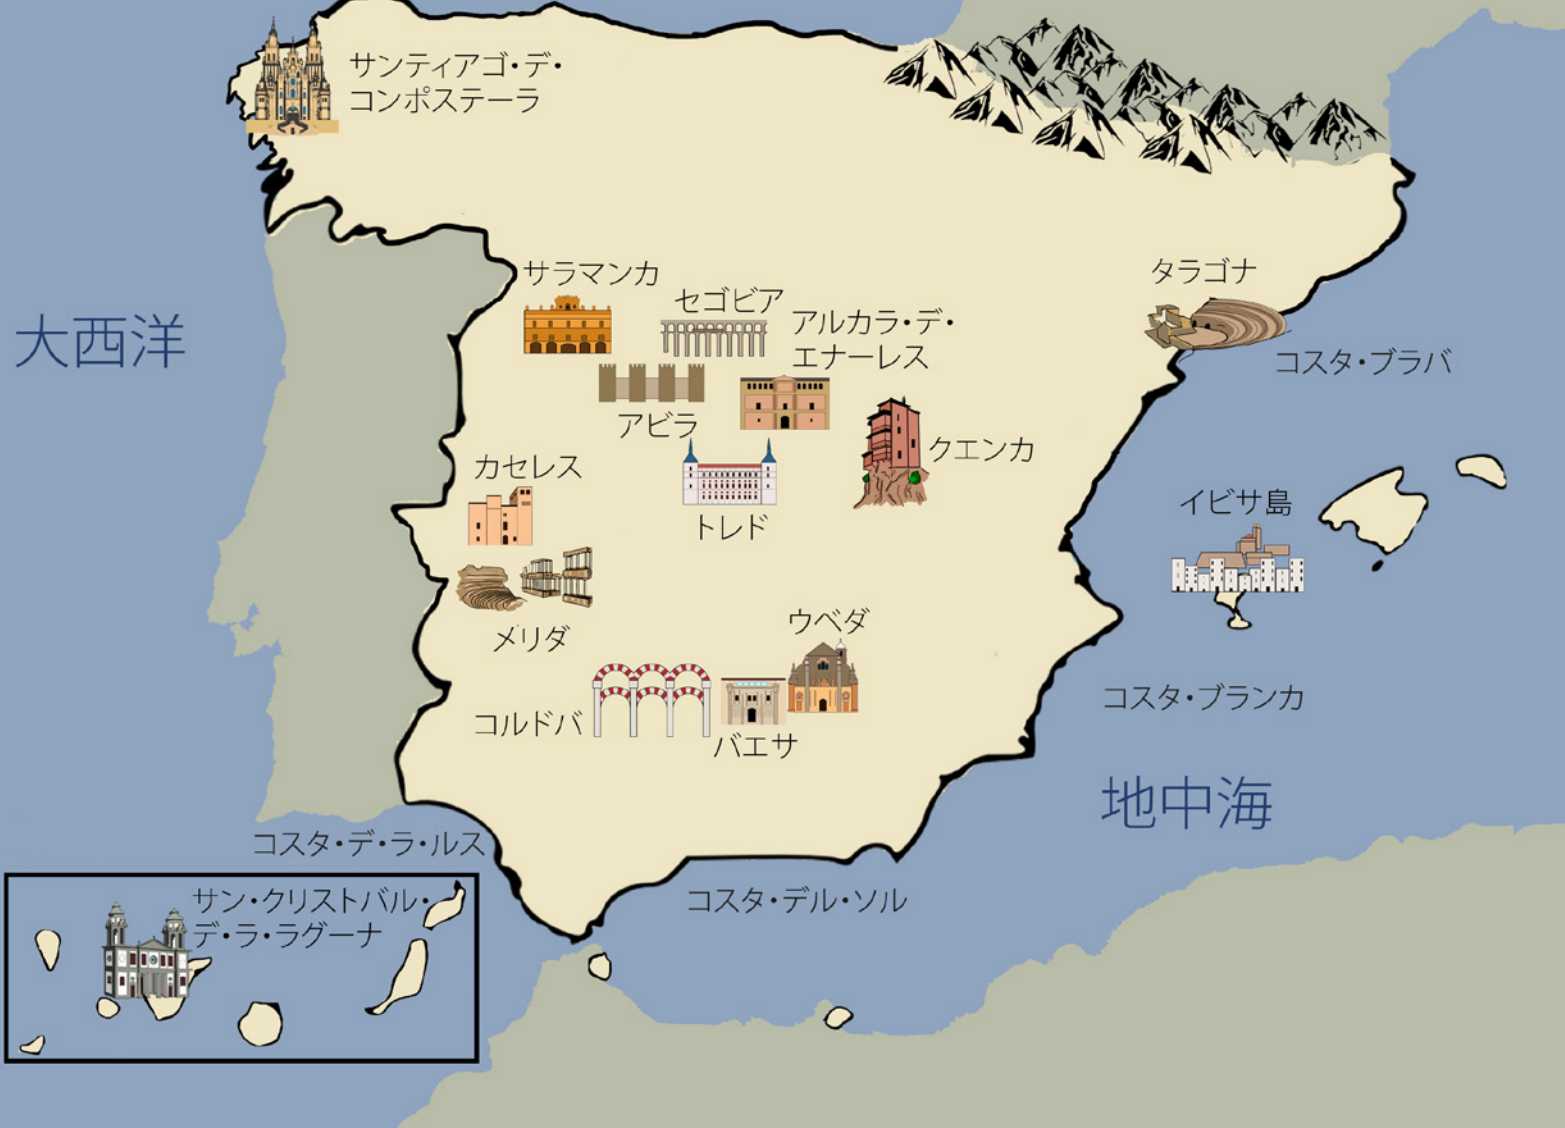 サンティアゴ・デ・
コンポステーラ
サラマンカ
セゴビア
アルカラ・デ・
エナーレス
タラゴナ
大西洋
コスタ・ブラバ
アビラ
クエンカ
カセレス
イビサ島
トレド
メリダ
ウベダ
コルドバ
バエサ
コスタ・ブランカ
地中海
コスタ・デ・ラ・ルス
コスタ・デル・ソル
サン・クリストバル・
デ・ラ・ラグーナ